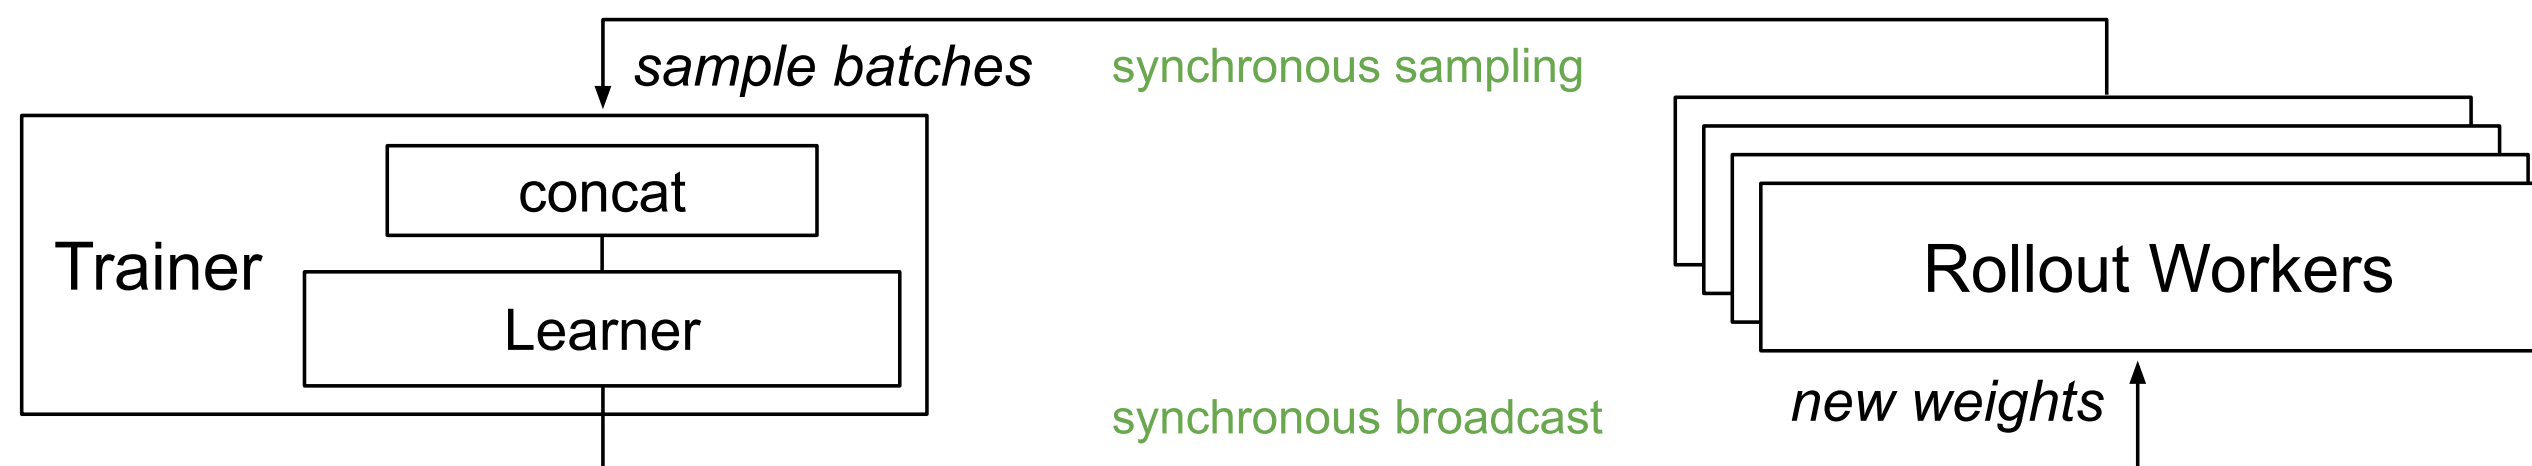 sample batches
synchronous sampling
concat
Trainer
Learner
Rollout Workers
new weights
synchronous broadcast